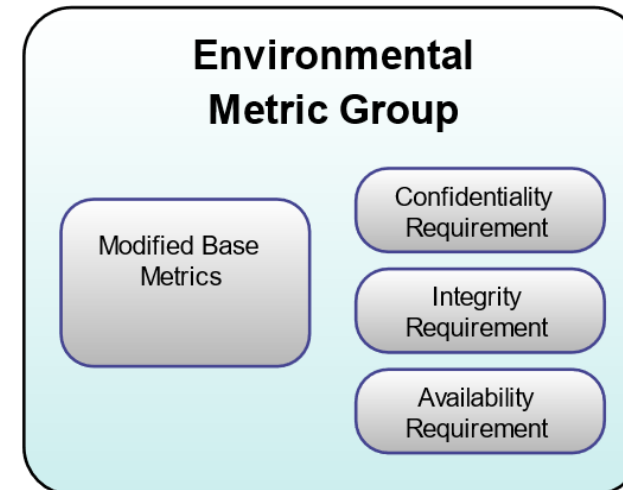 Environmental
Metric Group
Modified Base
Metrics
Confidentiality
Requirement
Integrity
Requirement
Availability
Requirement